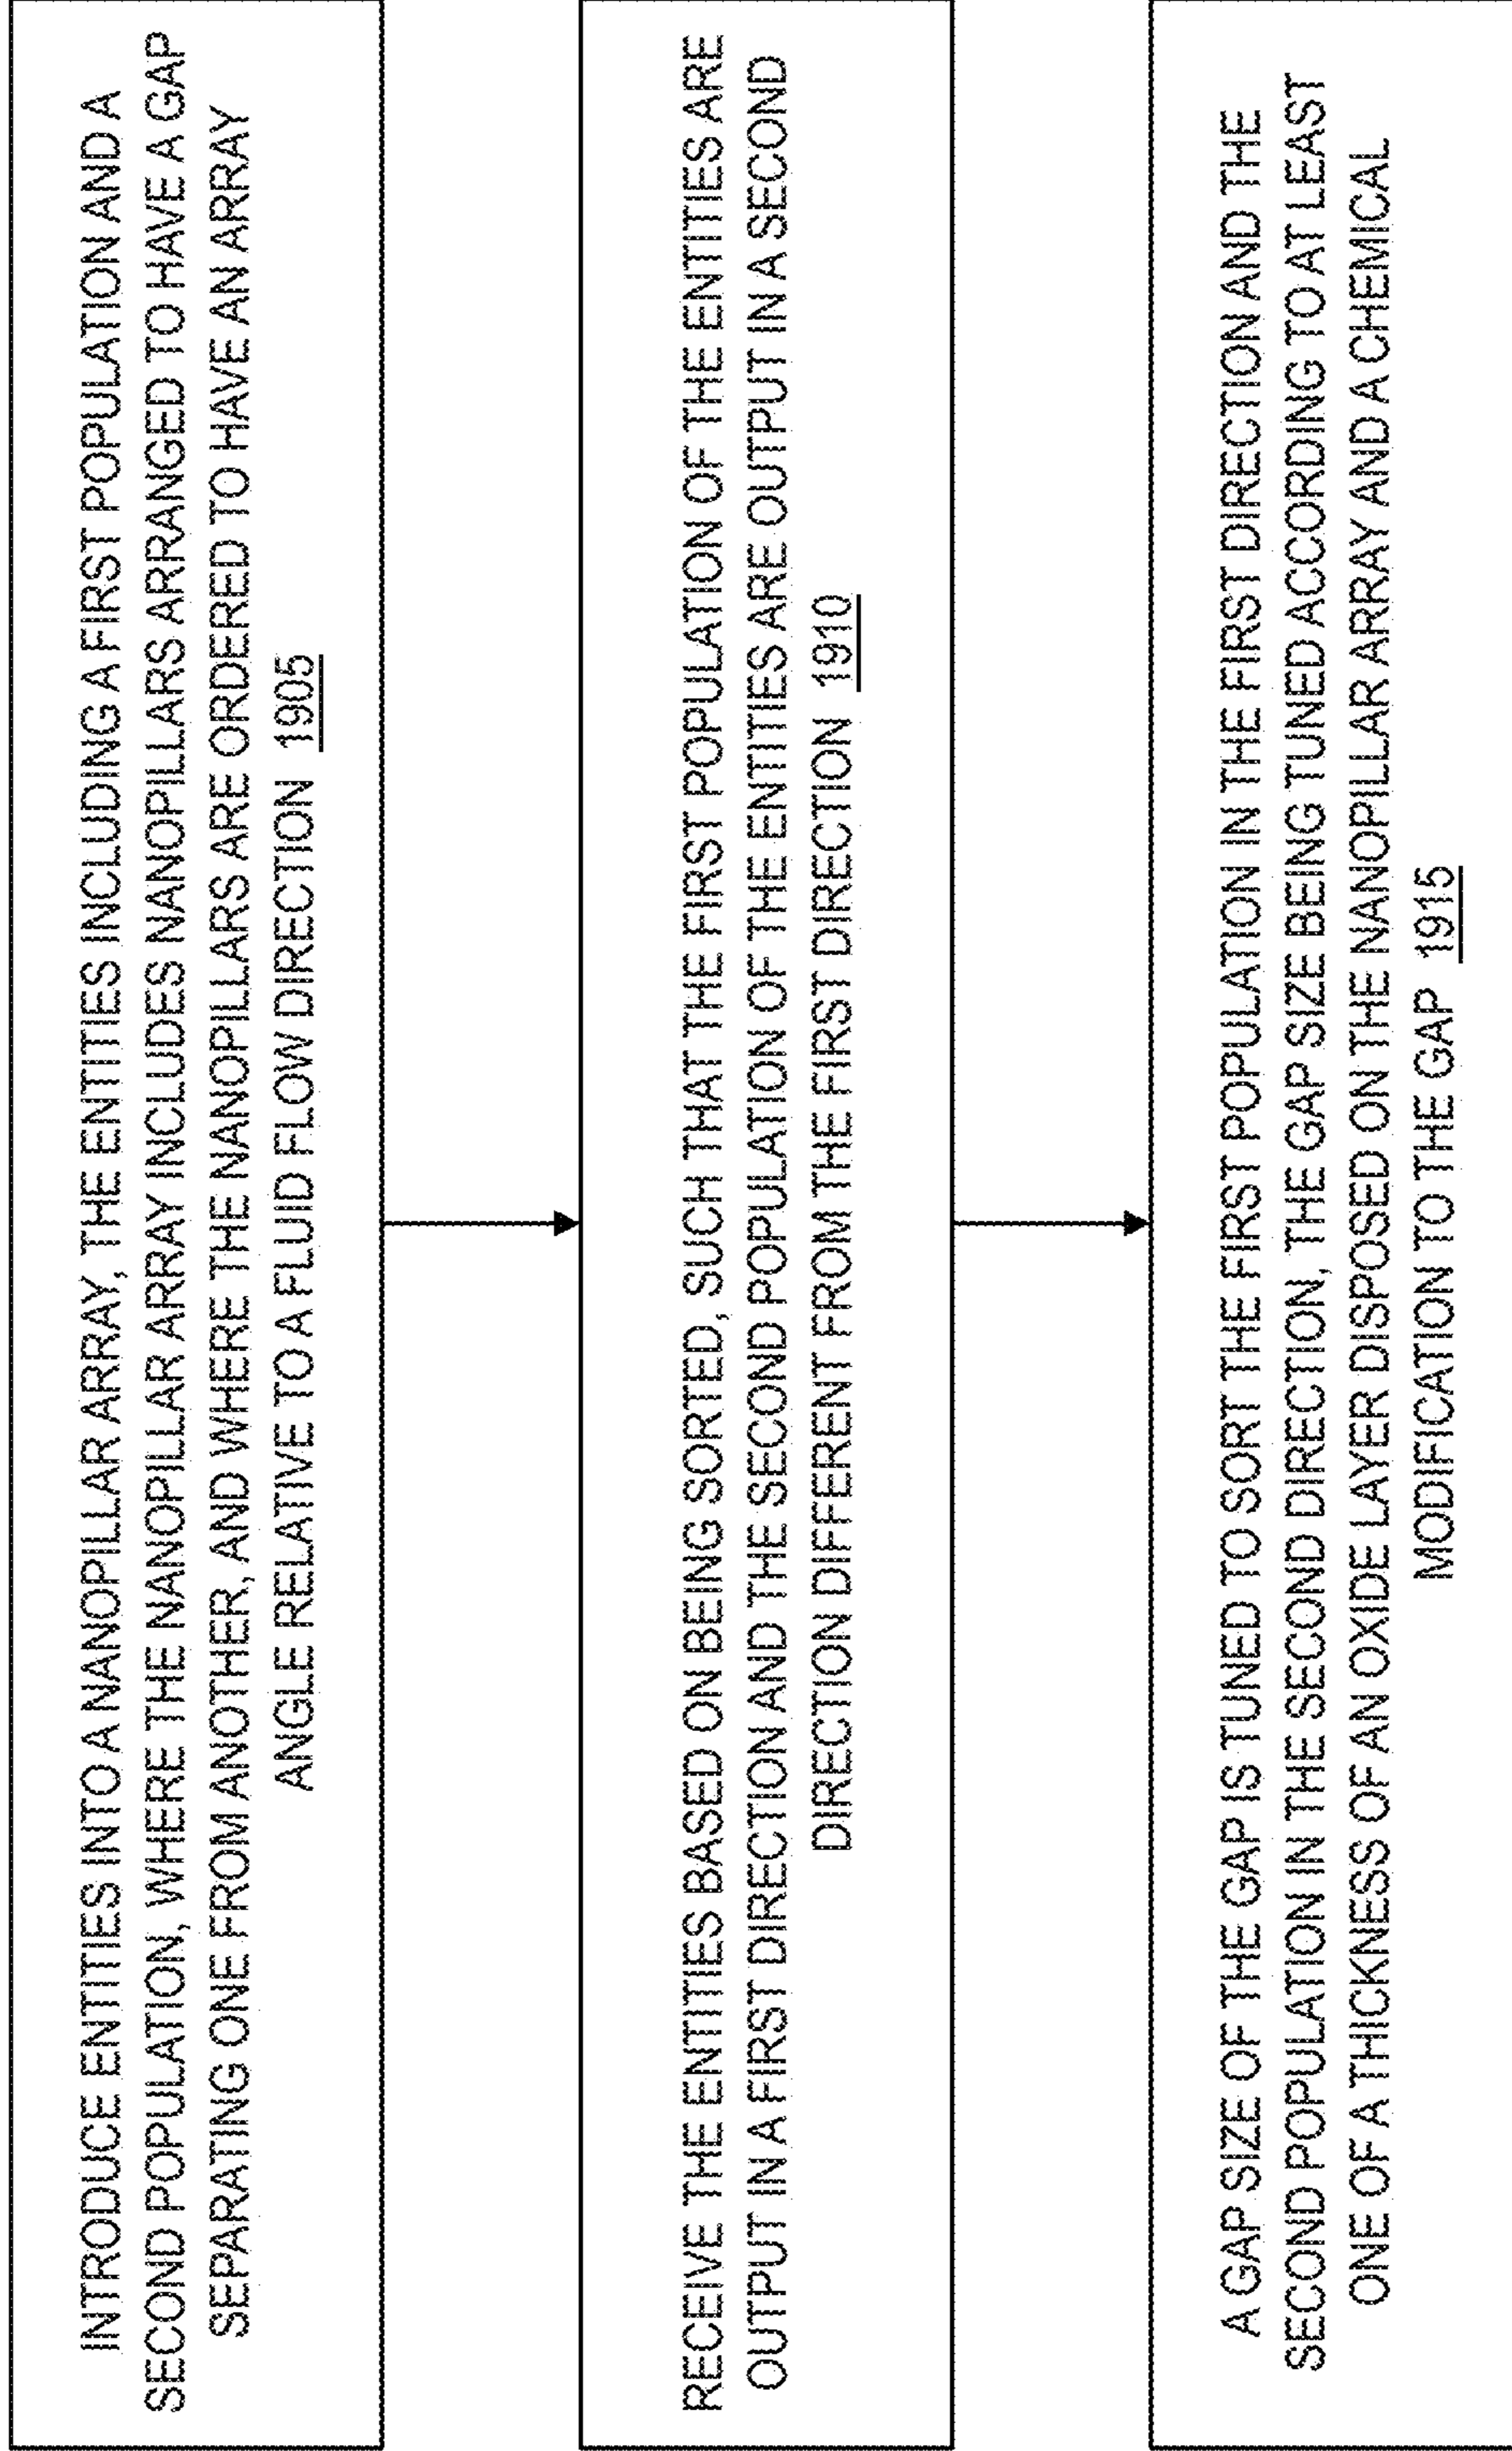 INTRODUCE ENTITIES INTO A NANOPILLAR ARRAY, THE ENTITIES INCLUDING A FIRST POPULATION AND A
SECOND POPULATION, WHERE THE NANOPILLAR ARRAY INCLUDES NANOPILLARS ARRANGED TO HAVE A GAP
SEPARATING ONE FROM ANOTHER, AND WHERE THE NANOPILLARS ARE ORDERED TO HAVE AN ARRAY
ANGLE RELATIVE TO A FLUID FLOW DIRECTION 1905
RECEIVE THE ENTITIES BASED ON BEING SORTED, SUCH THAT THE FIRST POPULATION OF THE ENTITIES ARE
OUTPUT IN A FIRST DIRECTION AND THE SECOND POPULATION OF THE ENTITIES ARE OUTPUT IN A SECOND
DIRECTION DIFFERENT FROM THE FIRST DIRECTION 1910
A GAP SIZE OF THE GAP IS TUNED TO SORT THE FIRST POPULATION IN THE FIRST DIRECTION AND THE
SECOND POPULATION IN THE SECOND DIRECTION, THE GAP SIZE BEING TUNED ACCORDING TO AT LEAST
ONE OF A THICKNESS OF AN OXIDE LAYER DISPOSED ON THE NANOPILLAR ARRAY AND A CHEMICAL
MODIFICATION TO THE GAP 1915